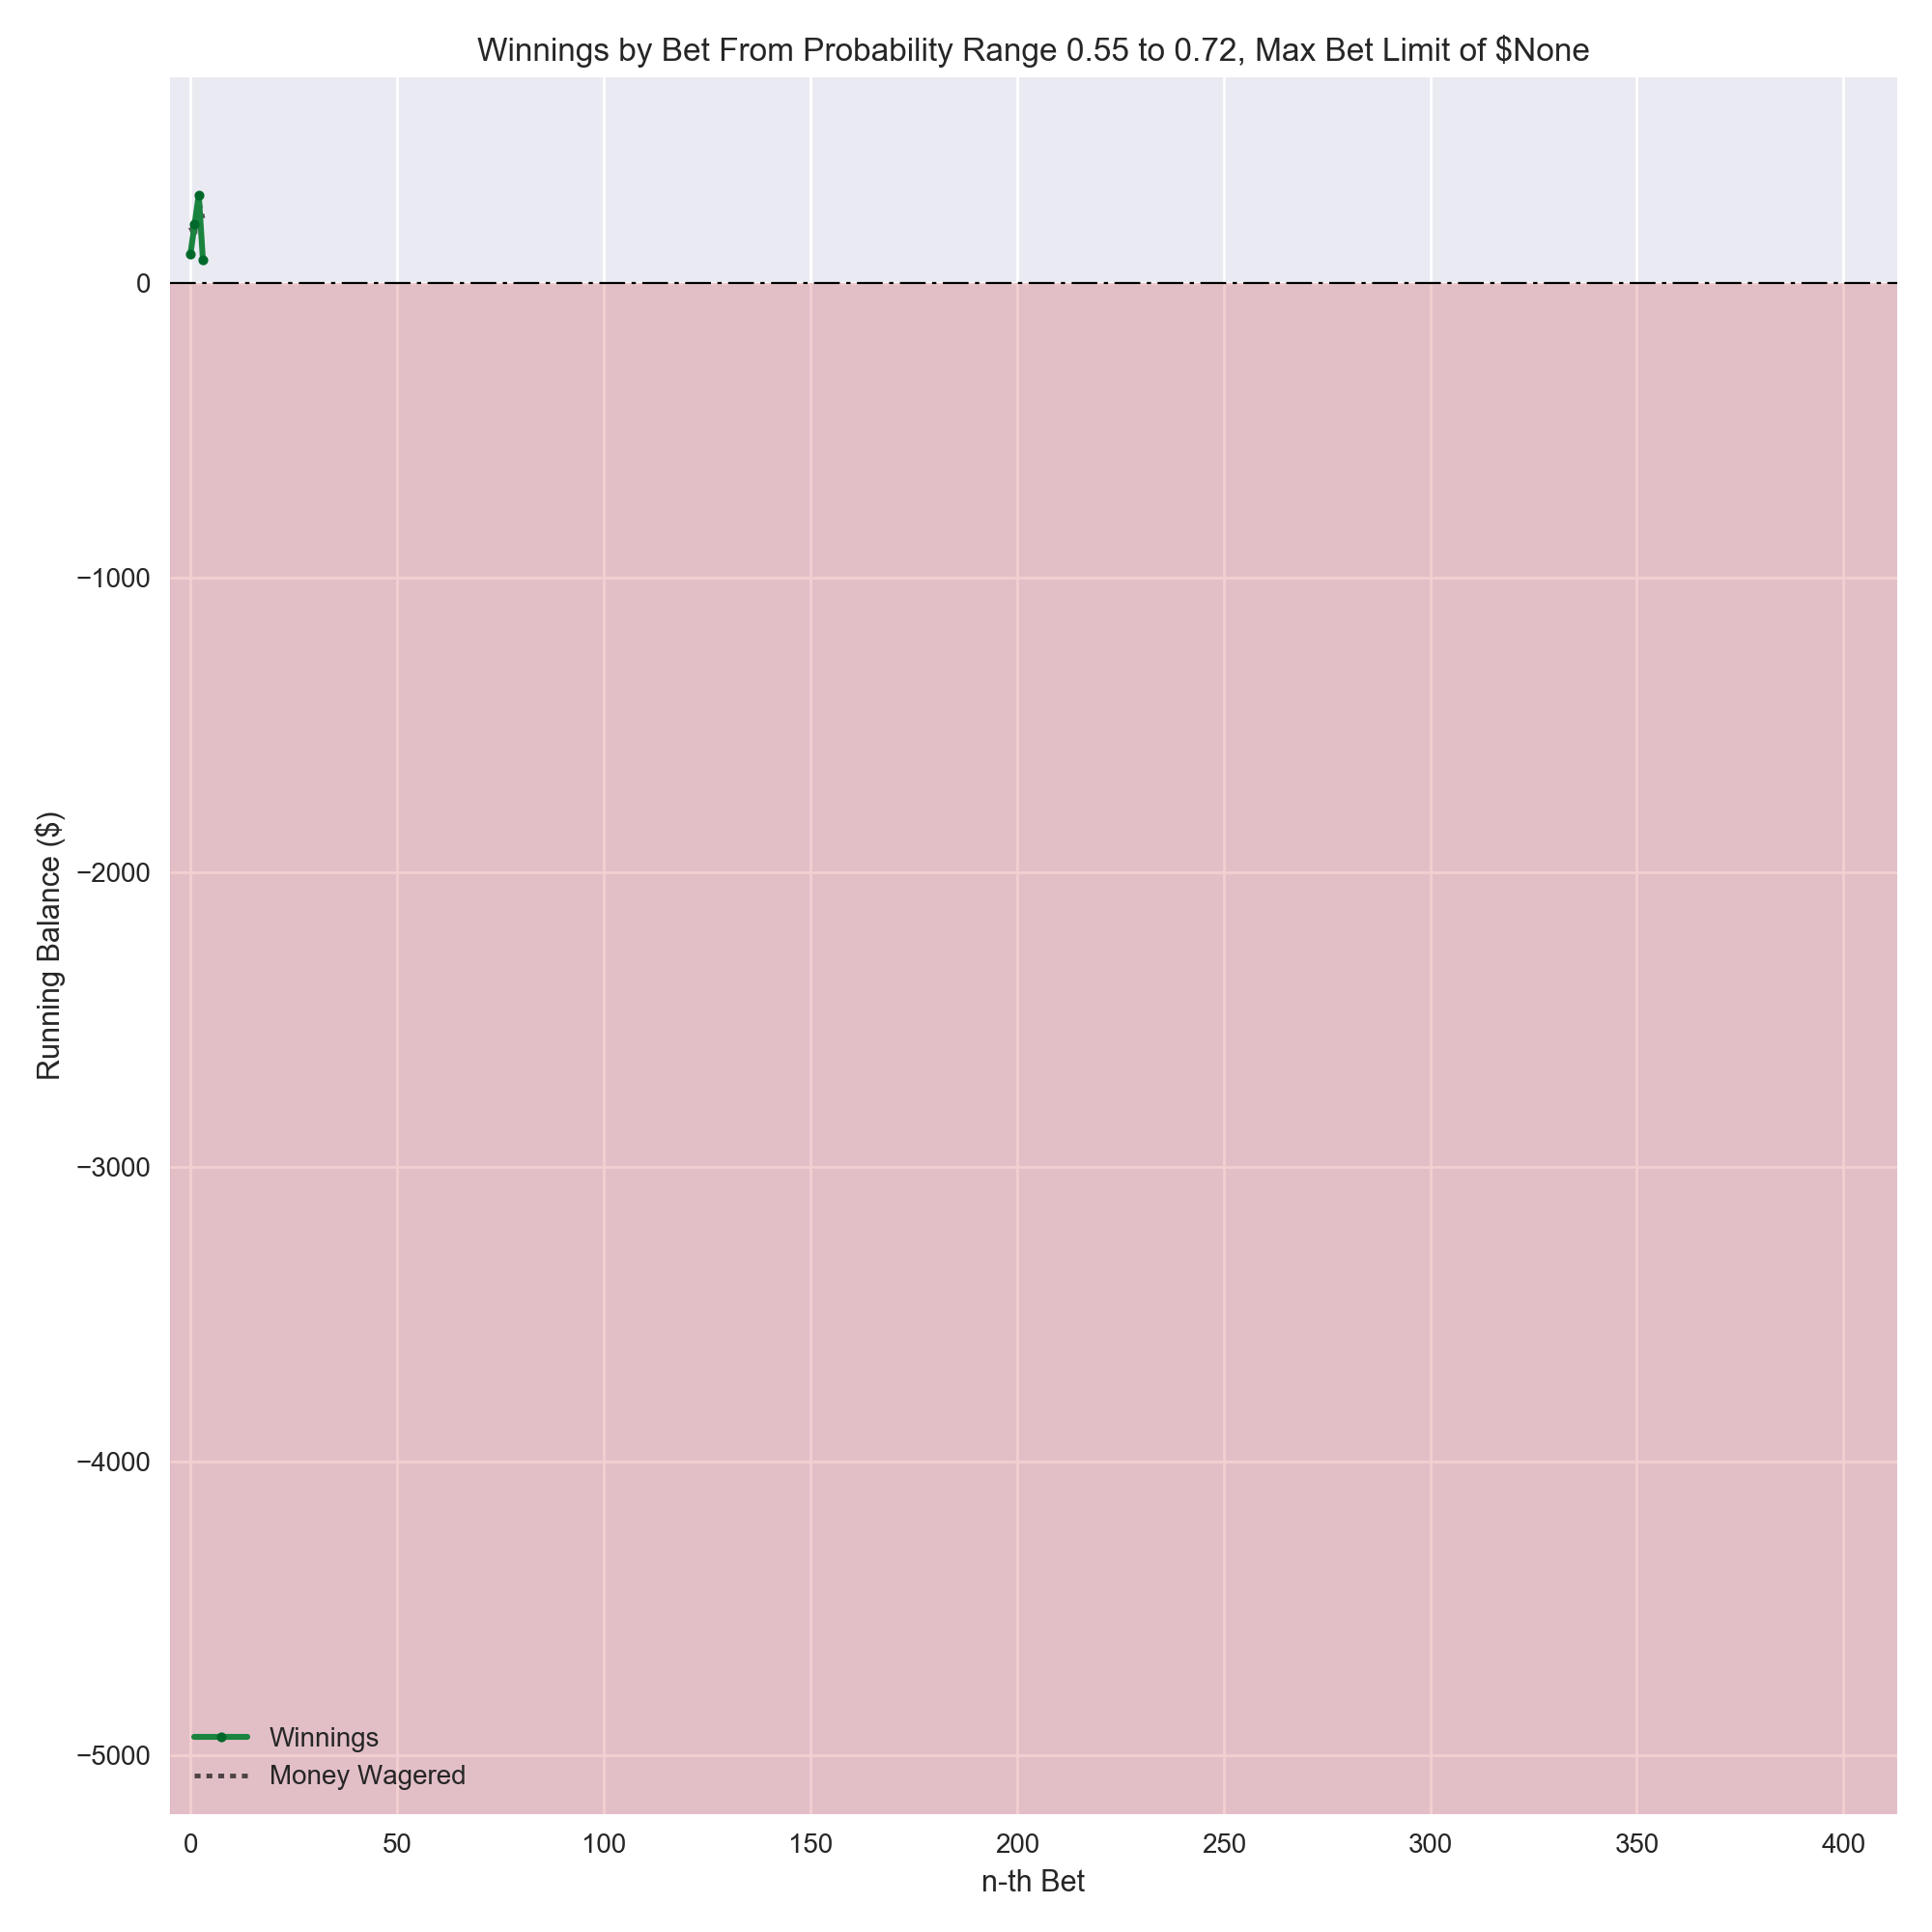 Winnings by Bet From Probability Range 0.55 to 0.72, Max Bet Limit of $None
Running Balance ($)
0
−1000
−2000
−3000
−4000
−5000
Winnings
Money Wagered
0 50 100 150 200 250 300 350 400
n-th Bet